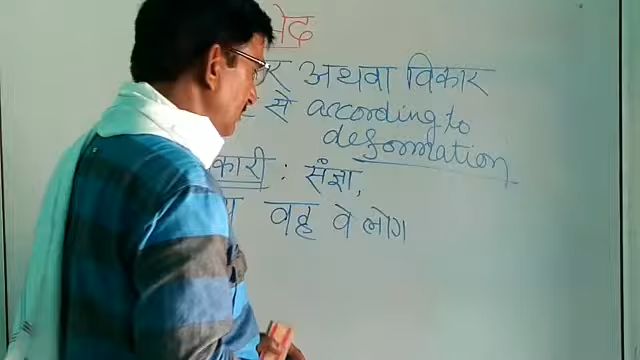 र अथवा विकार
से according to
deformation
कारी : संज्ञा,
वह वे लोग